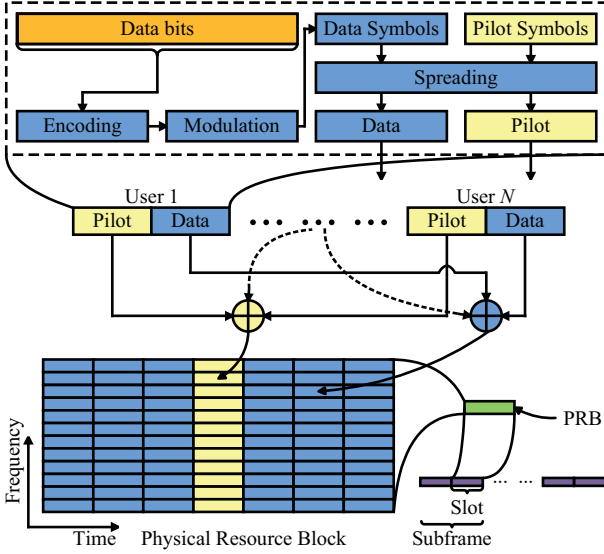 Data bits
Data Symbols
Pilot Symbols
Spreading
Encoding
Modulation
Data
Pilot
User 1
User N
Pilot
Data
Pilot
Data
PRB
Frequency
Time
Physical Resource Block
Slot
Subframe